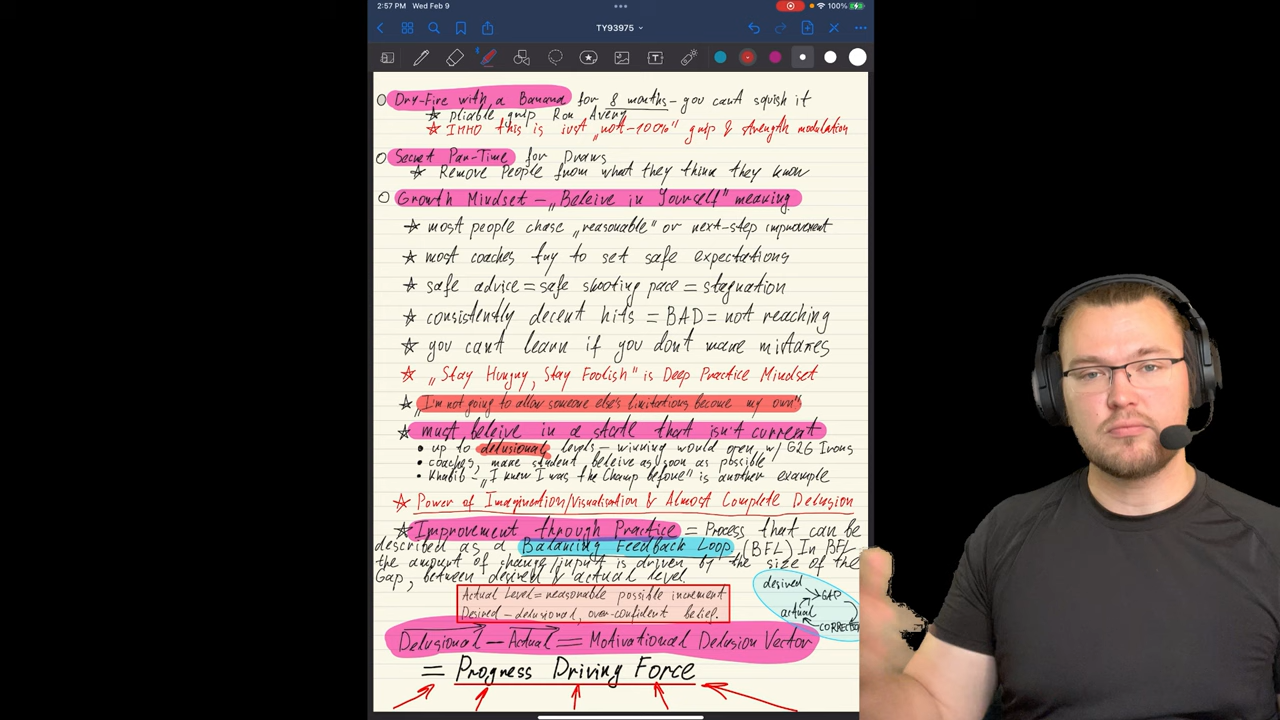 2:57 PM Wed Feb 9
100%
TY93975
Dry-Fire with a Banana for 8 months - you can't squish it
★ pliable grip Ron Avery
★ IMHO this is just „not-100%" grip & strength modulation
Secret Par-Time for Draws
★ Remove People from what they think they know
Growth Mindset - „Beleive in Yourself" meaning
★ most people chase „reasonable" or next-step improvement
★ most coaches try to set safe expectations
★ safe advice = safe shooting pace = stagnation
★ consistently decent hits = BAD = not reaching
★ you can't learn if you don't make mistakes
★ „Stay Hungry, Stay Foolish" is Deep Practice Mindset
★ „I'm not going to allow someone else's limitations become my own"
★ must beleive in a state that isn't current
• up to delusional levels - winning would open, w/ G2G Irons
• coaches, make student beleive as soon as possible
• Khabib - „I knew I was the Champ before" is another example
★ Power of Imagination/Visualisation & Almost Complete Delusion
★ Improvement through Practice = Process that can be
described as a Balancing Feedback Loop (BFL) In BFL
the amount of change/input is driven by the size of the
Gap, between desired & actual level.
Actual Level = reasonable possible increment
Desired - delusional, over-confident belief.
desired
GAP
actual
Delusional - Actual = Motivational Delusion Vector
= Progress Driving Force